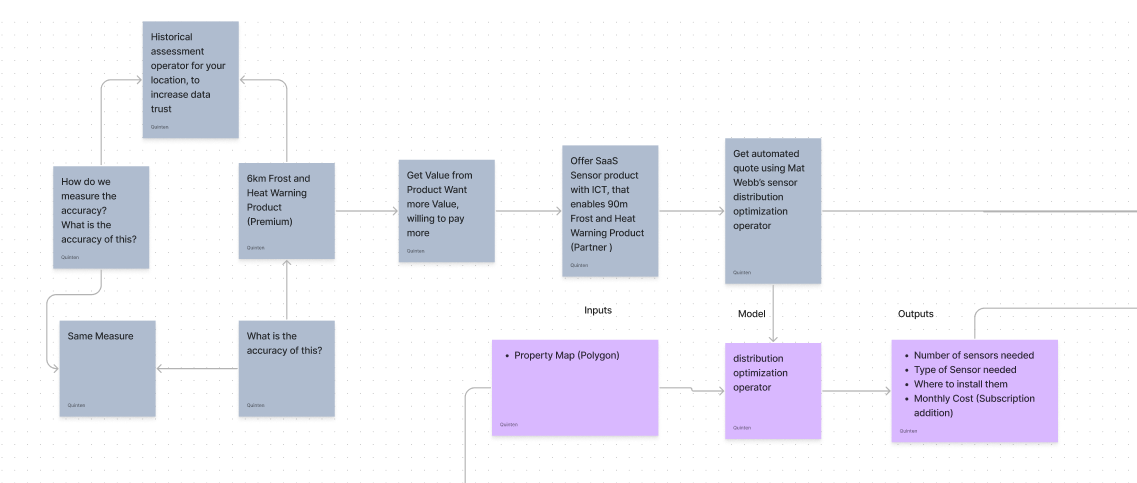 Historical
assessment
operator for your
location, to
increase data
trust
Quinten
How do we
measure the
accuracy?
What is the
accuracy of this?
Quinten
6km Frost and
Heat Warning
Product
(Premium)
Quinten
Get Value from
Product Want
more Value,
willing to pay
more
Quinten
Offer SaaS
Sensor product
with ICT, that
enables 90m
Frost and Heat
Warning Product
(Partner )
Quinten
Get automated
quote using Mat
Webb's sensor
distribution
optimization
operator
Quinten
Same Measure
Quinten
What is the
accuracy of this?
Quinten
Inputs
Model
Outputs
• Property Map (Polygon)
Quinten
distribution
optimization
operator
Quinten
• Number of sensors needed
• Type of Sensor needed
• Where to install them
• Monthly Cost (Subscription
addition)
Quinten